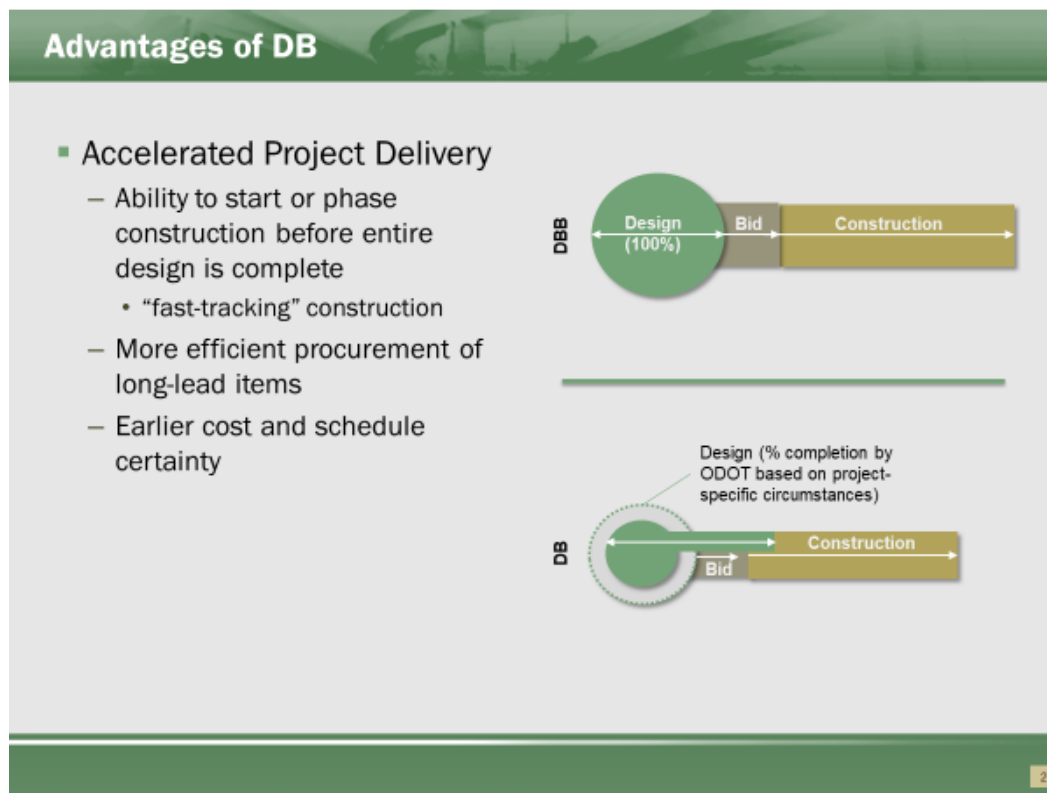 Advantages of DB
▪ Accelerated Project Delivery
– Ability to start or phase
construction before entire
design is complete
• “fast-tracking” construction
– More efficient procurement of
long-lead items
– Earlier cost and schedule
certainty
DBB
Design
(100%)
Bid
Construction
Design (% completion by
ODOT based on project-
specific circumstances)
DB
Construction
Bid
2